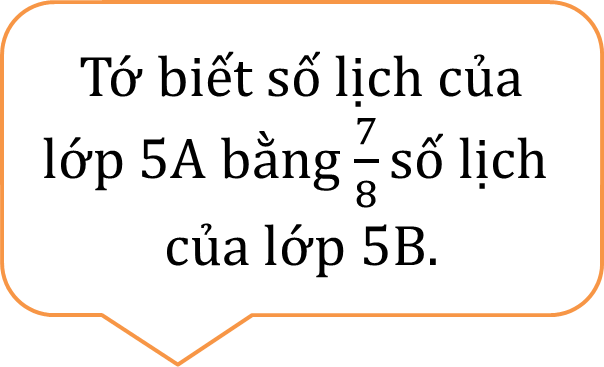 Tớ biết số lịch của
lớp 5A bằng 7/8 số lịch
của lớp 5B.